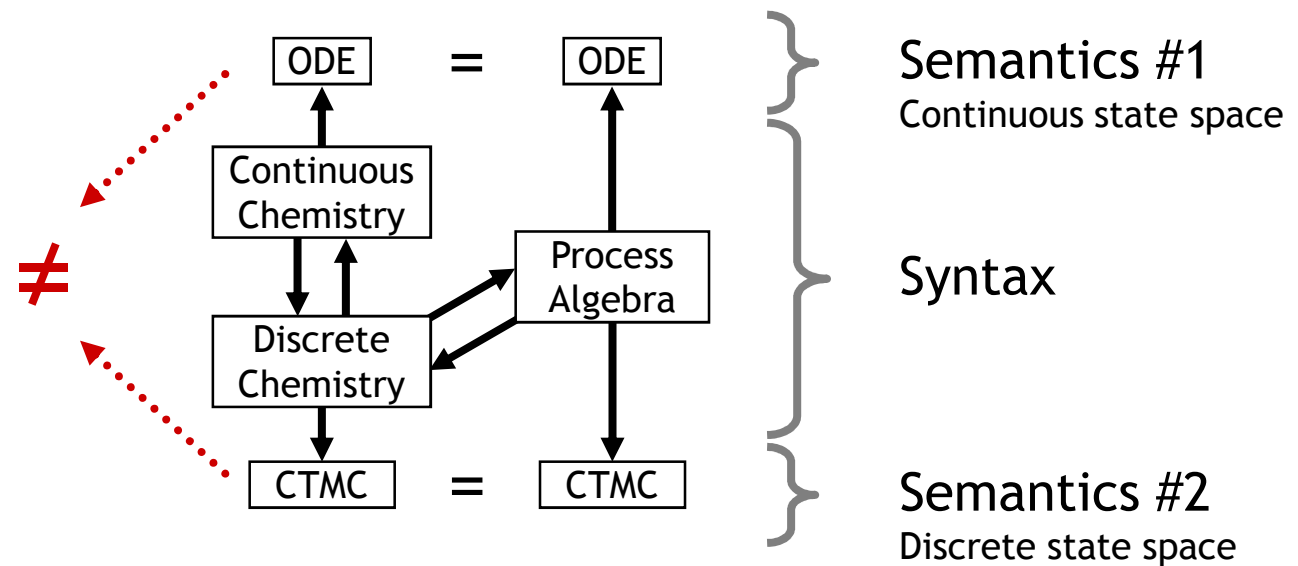 ODE = ODE
Semantics #1
Continuous state space
Continuous
Chemistry
≠
Process
Algebra
Syntax
Discrete
Chemistry
CTMC = CTMC
Semantics #2
Discrete state space